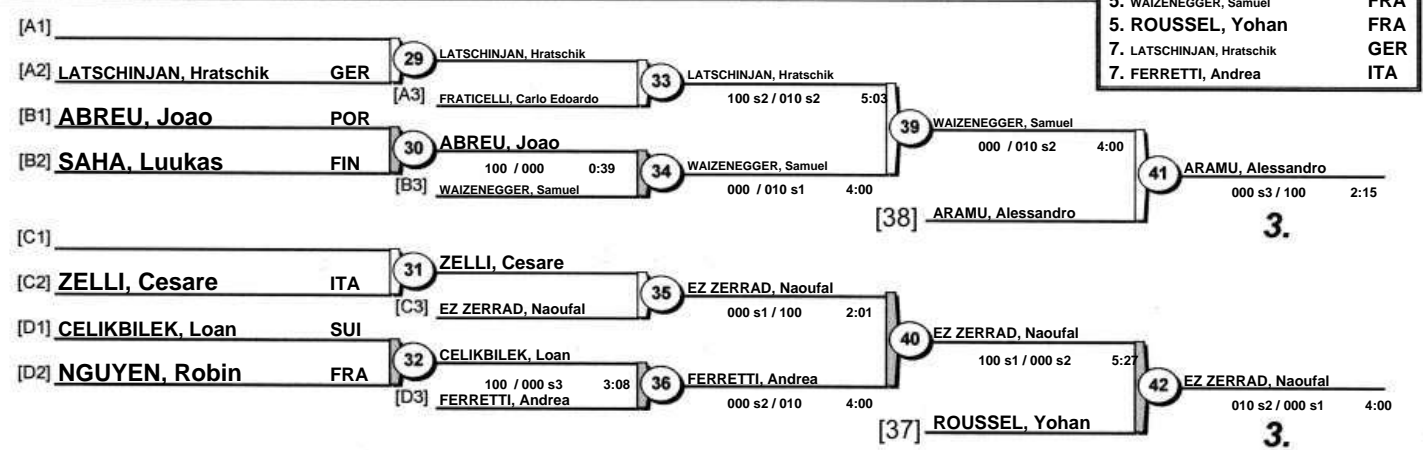 5. WAIZENEGGER, Samuel FRA
5. ROUSSEL, Yohan FRA
7. LATSCHINJAN, Hratschik GER
7. FERRETTI, Andrea ITA
[A1]
[A2] LATSCHINJAN, Hratschik GER
29
LATSCHINJAN, Hratschik
[A3] FRATICELLI, Carlo Edoardo
33
LATSCHINJAN, Hratschik
100 s2 / 010 s2 5:03
[B1] ABREU, Joao POR
[B2] SAHA, Luukas FIN
30
ABREU, Joao
100 / 000 0:39
[B3] WAIZENEGGER, Samuel
34
WAIZENEGGER, Samuel
000 / 010 s1 4:00
39
WAIZENEGGER, Samuel
000 / 010 s2 4:00
[38] ARAMU, Alessandro
41
ARAMU, Alessandro
000 s3 / 100 2:15
3.
[C1]
[C2] ZELLI, Cesare ITA
31
ZELLI, Cesare
[C3] EZ ZERRAD, Naoufal
35
EZ ZERRAD, Naoufal
000 s1 / 100 2:01
[D1] CELIKBILEK, Loan SUI
[D2] NGUYEN, Robin FRA
32
CELIKBILEK, Loan
100 / 000 s3 3:08
[D3] FERRETTI, Andrea
36
FERRETTI, Andrea
000 s2 / 010 4:00
40
EZ ZERRAD, Naoufal
100 s1 / 000 s2 5:27
[37] ROUSSEL, Yohan
42
EZ ZERRAD, Naoufal
010 s2 / 000 s1 4:00
3.